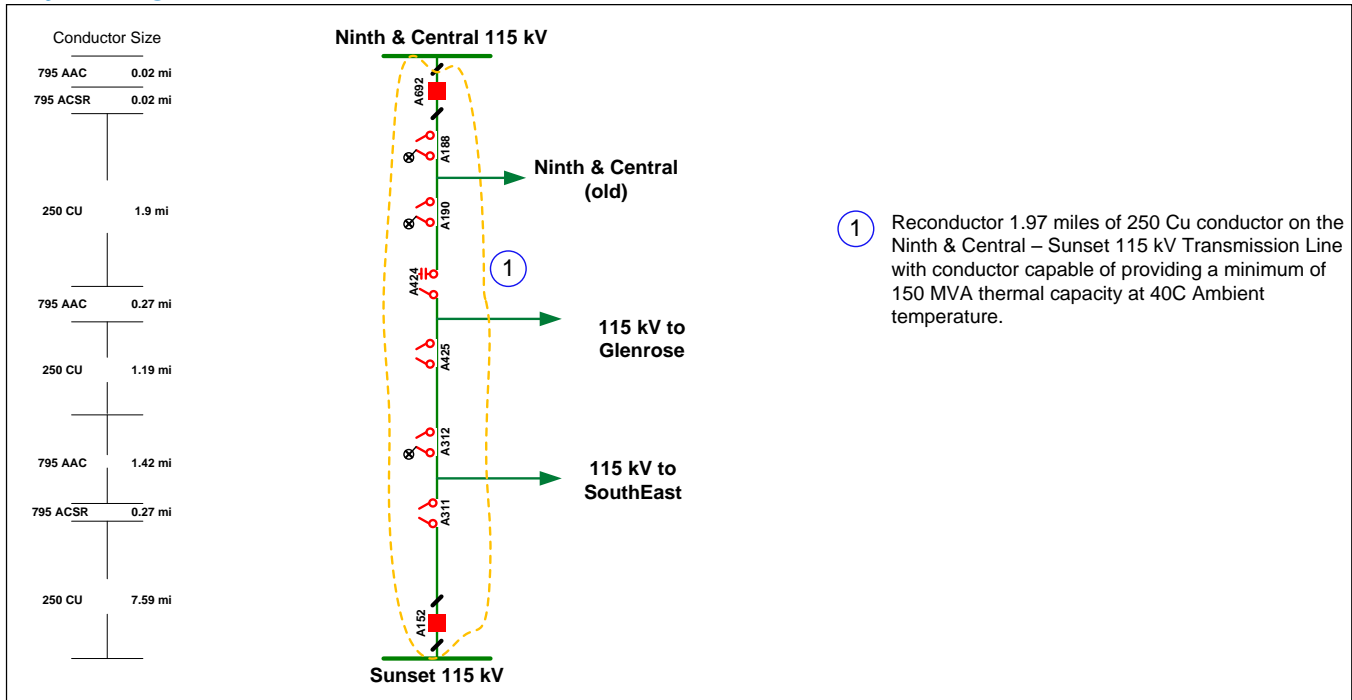 Conductor Size
795 AAC 0.02 mi
795 ACSR 0.02 mi
250 CU 1.9 mi
795 AAC 0.27 mi
250 CU 1.19 mi
795 AAC 1.42 mi
795 ACSR 0.27 mi
250 CU 7.59 mi
Ninth & Central 115 kV
A692
A188
Ninth & Central
(old)
A190
A424
1
115 kV to
Glenrose
A425
A312
115 kV to
SouthEast
A311
A152
Sunset 115 kV
1
Reconductor 1.97 miles of 250 Cu conductor on the
Ninth & Central – Sunset 115 kV Transmission Line
with conductor capable of providing a minimum of
150 MVA thermal capacity at 40C Ambient
temperature.